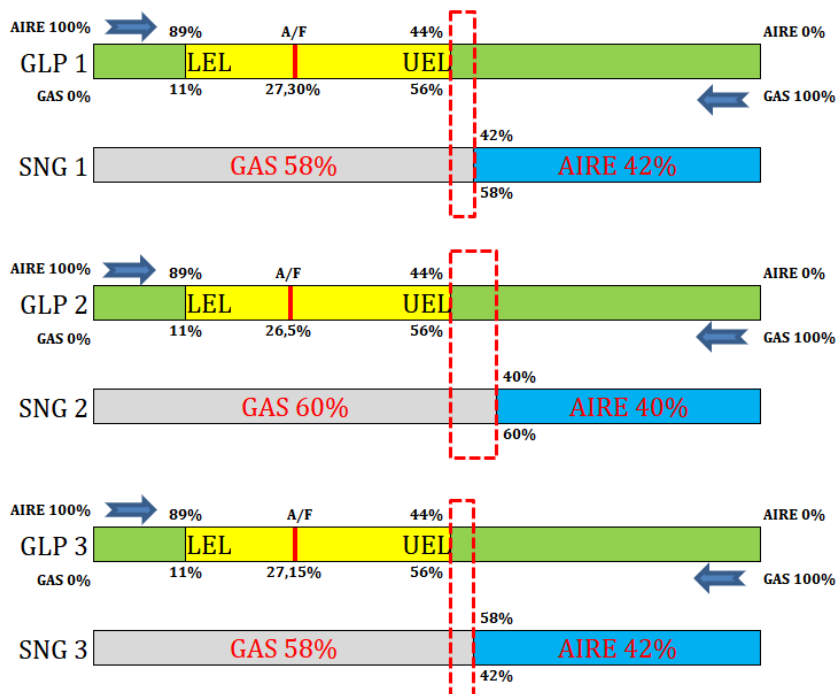 AIRE 100% 89% A/F 44% AIRE 0%
GLP 1 LEL UEL
GAS 0% 11% 27,30% 56% GAS 100%
42%
SNG 1 GAS 58% AIRE 42%
58%
AIRE 100% 89% A/F 44% AIRE 0%
GLP 2 LEL UEL
GAS 0% 11% 26,5% 56% GAS 100%
40%
SNG 2 GAS 60% AIRE 40%
60%
AIRE 100% 89% A/F 44% AIRE 0%
GLP 3 LEL UEL
GAS 0% 11% 27,15% 56% GAS 100%
58%
SNG 3 GAS 58% AIRE 42%
42%